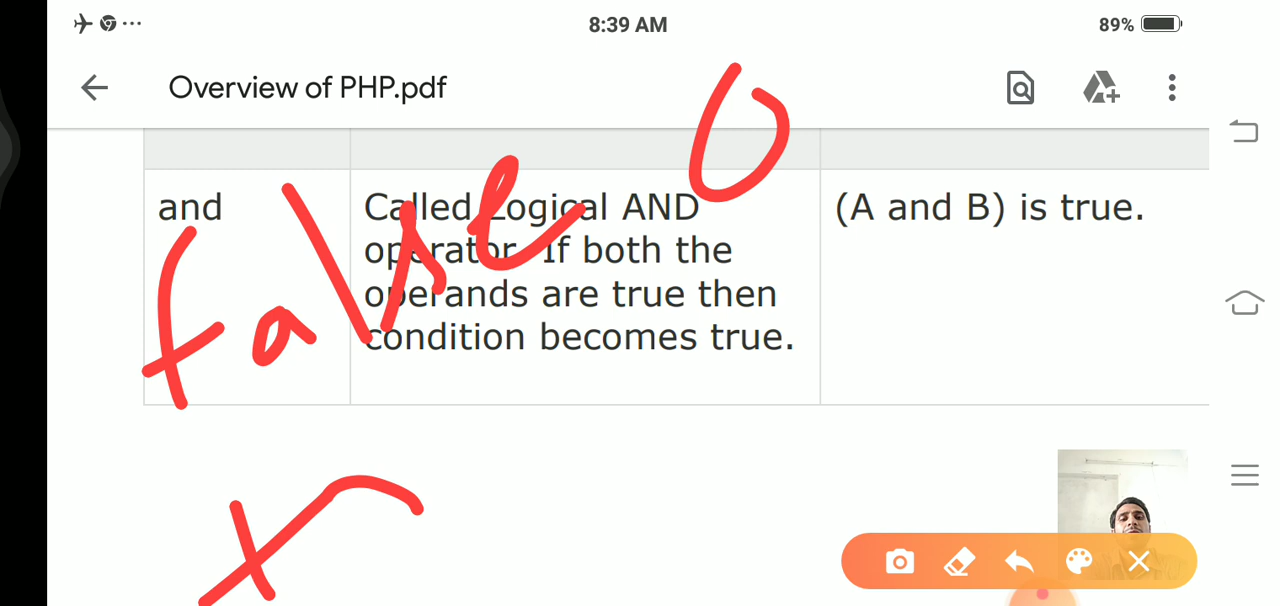 8:39 AM
89%
Overview of PHP.pdf
and
Called Logical AND
operator. If both the
operands are true then
condition becomes true.
(A and B) is true.
false 0